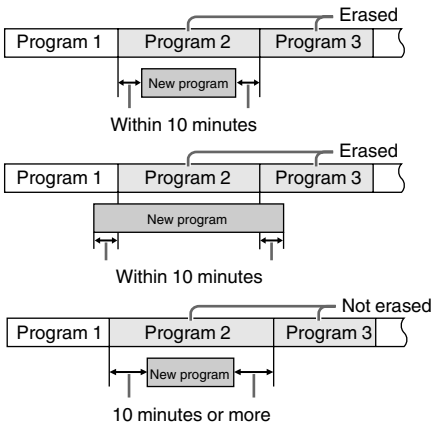 Erased
Program 1 Program 2 Program 3
New program
Within 10 minutes
Erased
Program 1 Program 2 Program 3
New program
Within 10 minutes
Not erased
Program 1 Program 2 Program 3
New program
10 minutes or more